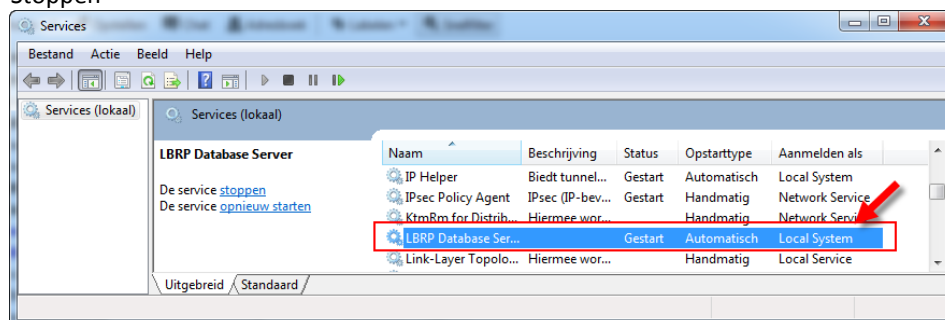 Stoppen
Services
Bestand Actie Beeld Help
Services (lokaal)
Services (lokaal)
LBRP Database Server
De service stoppen
De service opnieuw starten
Naam Beschrijving Status Opstarttype Aanmelden als
IP Helper Biedt tunnel... Gestart Automatisch Local System
IPsec Policy Agent IPsec (IP-bev... Gestart Handmatig Network Service
KtmRm for Distrib... Hiermee wor... Handmatig Network Servi
LBRP Database Ser... Gestart Automatisch Local System
Link-Layer Topolo... Hiermee wor... Handmatig Local Service
Uitgebreid Standaard